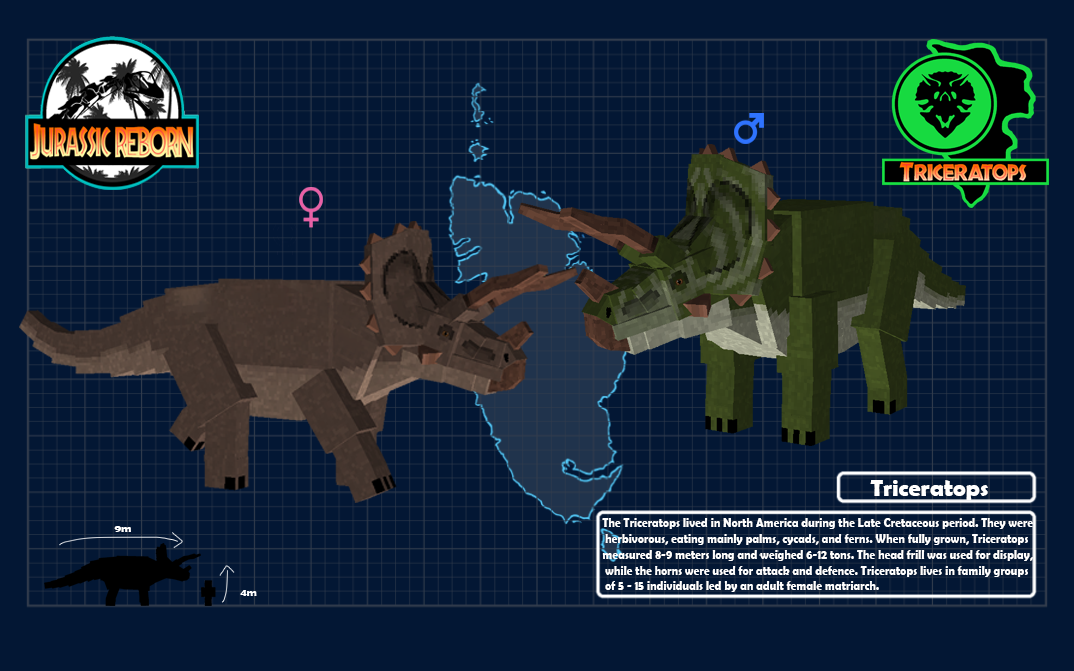 JURASSIC REBORN
TRICERATOPS
Triceratops
The Triceratops lived in North America during the Late Cretaceous period. They were
herbivorous, eating mainly palms, cycads, and ferns. When fully grown, Triceratops
measured 8-9 meters long and weighed 6-12 tons. The head frill was used for display,
while the horns were used for attack and defence. Triceratops lives in family groups
of 5 - 15 individuals led by an adult female matriarch.
9m
4m